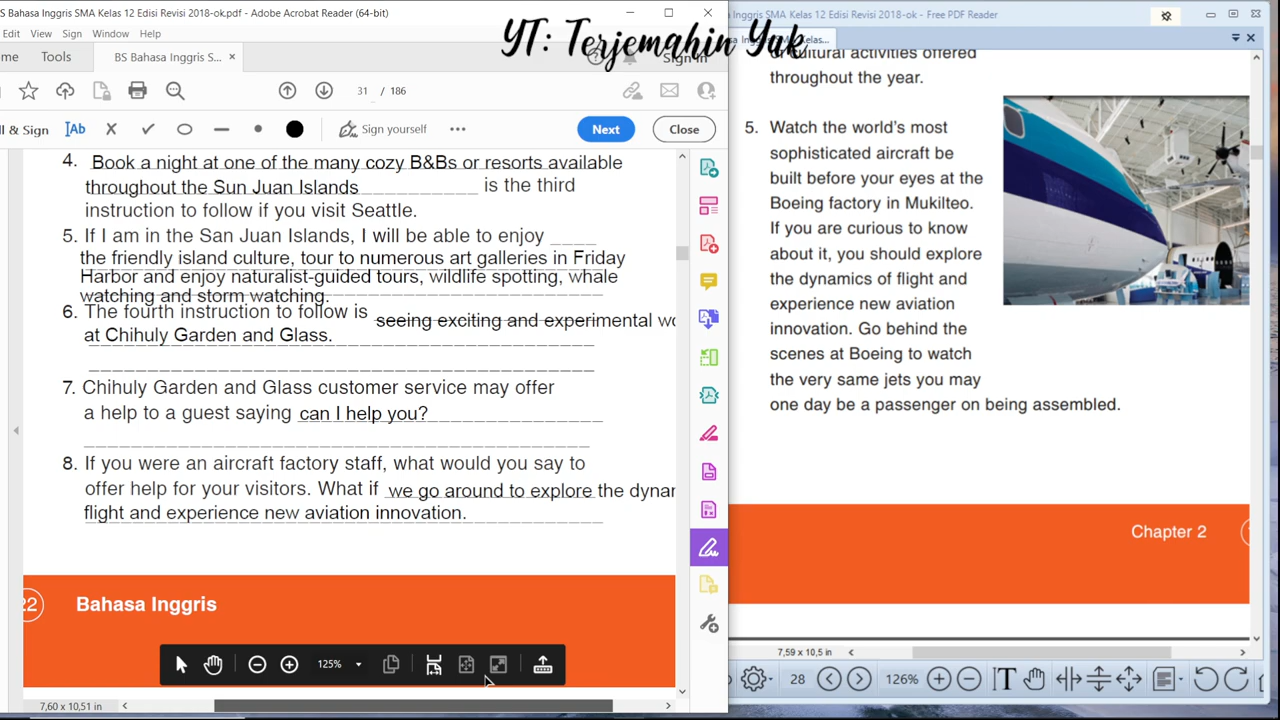 S Bahasa Inggris SMA Kelas 12 Edisi Revisi 2018-ok.pdf - Adobe Acrobat Reader (64-bit)
Inggris SMA Kelas 12 Edisi Revisi 2018-ok - Free PDF Reader
YT: Terjemahin Yuk
Edit View Sign Window Help
me Tools BS Bahasa Inggris S... × Sign In
31 / 186
ll & Sign Ab Sign yourself Next Close
4. Book a night at one of the many cozy B&Bs or resorts available
throughout the Sun Juan Islands__________ is the third
instruction to follow if you visit Seattle.
5. If I am in the San Juan Islands, I will be able to enjoy ____
the friendly island culture, tour to numerous art galleries in Friday
Harbor and enjoy naturalist-guided tours, wildlife spotting, whale
watching and storm watching.
6. The fourth instruction to follow is seeing exciting and experimental wo
at Chihuly Garden and Glass.
7. Chihuly Garden and Glass customer service may offer
a help to a guest saying can I help you?
8. If you were an aircraft factory staff, what would you say to
offer help for your visitors. What if we go around to explore the dynar
flight and experience new aviation innovation.
22 Bahasa Inggris
125%
7,60 x 10,51 in
of cultural activities offered
throughout the year.
5. Watch the world's most
sophisticated aircraft be
built before your eyes at the
Boeing factory in Mukilteo.
If you are curious to know
about it, you should explore
the dynamics of flight and
experience new aviation
innovation. Go behind the
scenes at Boeing to watch
the very same jets you may
one day be a passenger on being assembled.
Chapter 2
7,59 x 10,5 in
28 126%